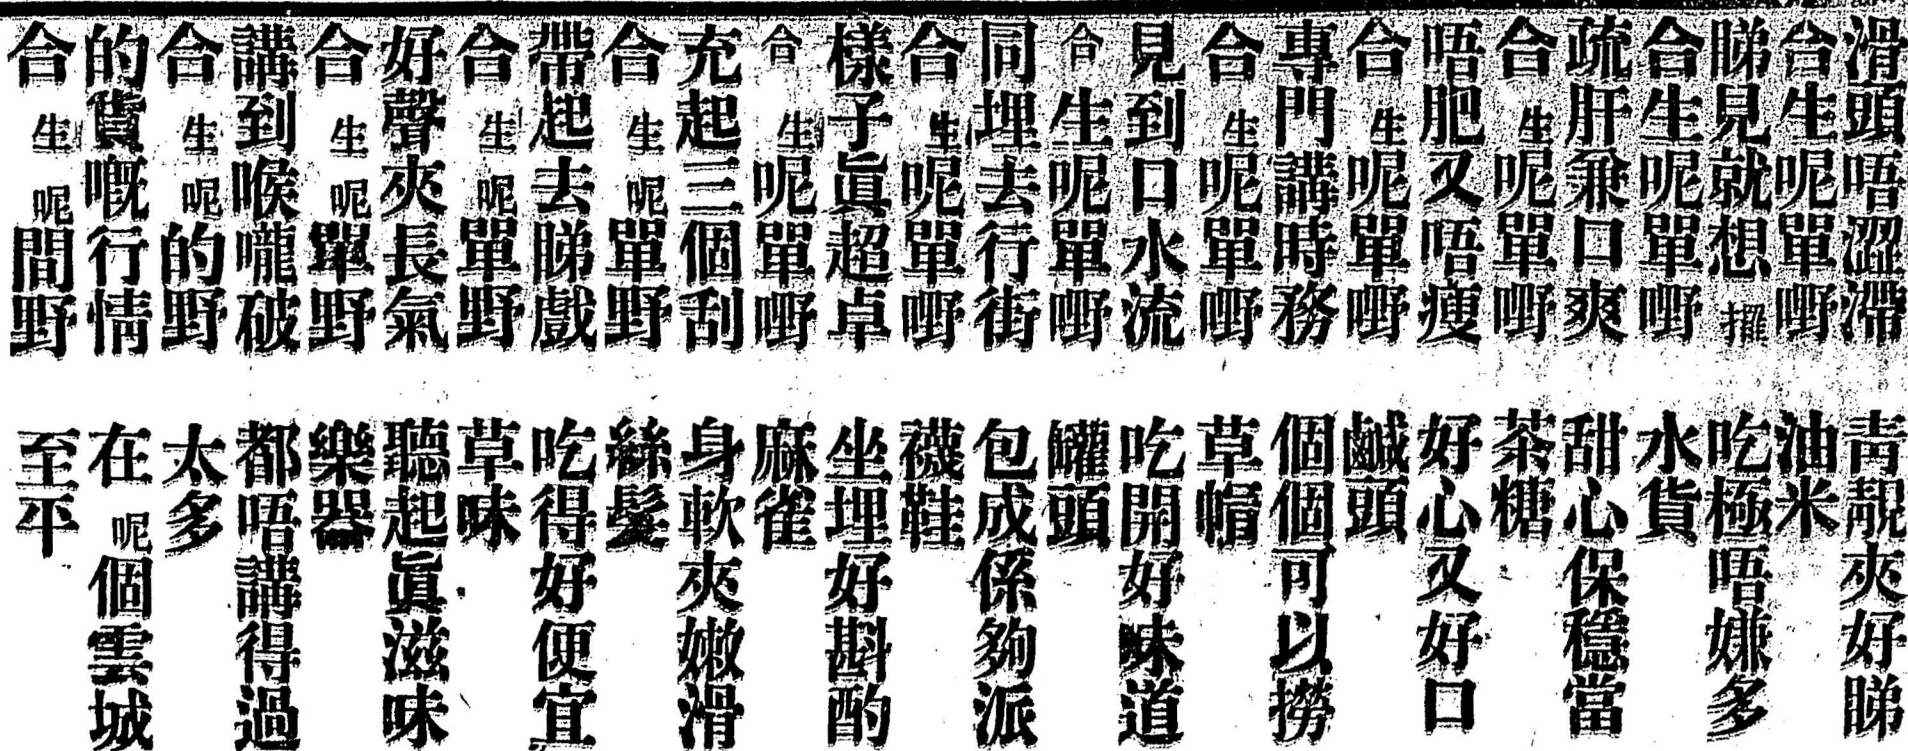 滑頭唔澀滯 靑靚夾好睇
合生呢單嘢 油米
睇見就想攞 吃極唔嫌多
合生呢單嘢 水貨
疏肝兼口爽 甜心保穩當
合生呢單嘢 茶糖
唔肥又唔瘦 好心又好口
合生呢單嘢 鹹頭
專門講時務 個個可以撈
合生呢單嘢 草帽
見到口水流 吃開好味道
合生呢單嘢 罐頭
同埋去行街 包成係夠派
合生呢單嘢 襪鞋
樣子眞超卓 坐埋好斟酌
合生呢單嘢 麻雀
充起三個刮 身軟夾嫩滑
合生呢單野 絲髮
帶起去睇戲 吃得好便宜
合生呢單野 草味
好聲夾長氣 聽起眞滋味
合生呢單野 樂器
講到喉嚨破 都唔講得過
合生呢的野 太多
的貨嘅行情 在呢個雲城
合生呢間野 至平